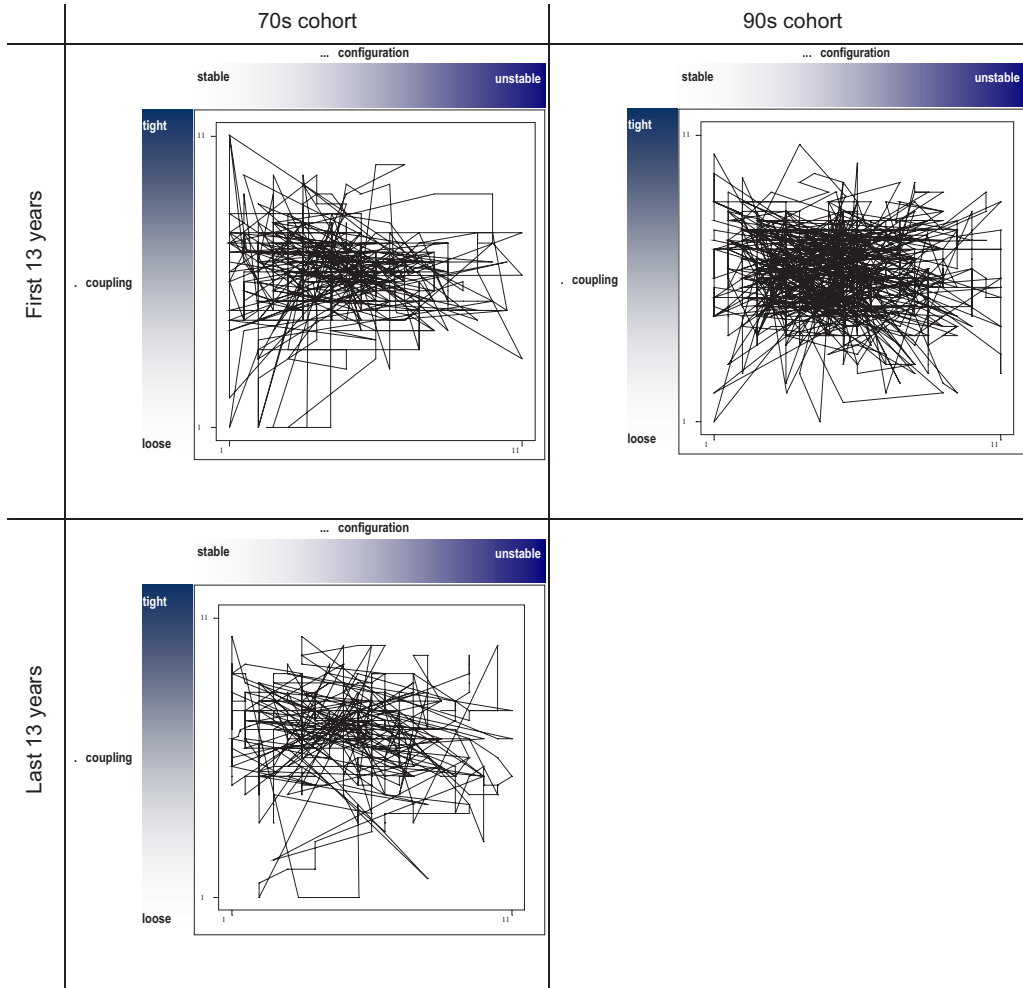 70s cohort
90s cohort
First 13 years
... configuration
stable
unstable
tight
11
. coupling
1
loose
1
11
... configuration
stable
unstable
tight
11
. coupling
1
loose
1
11
Last 13 years
... configuration
stable
unstable
tight
11
. coupling
1
loose
1
11